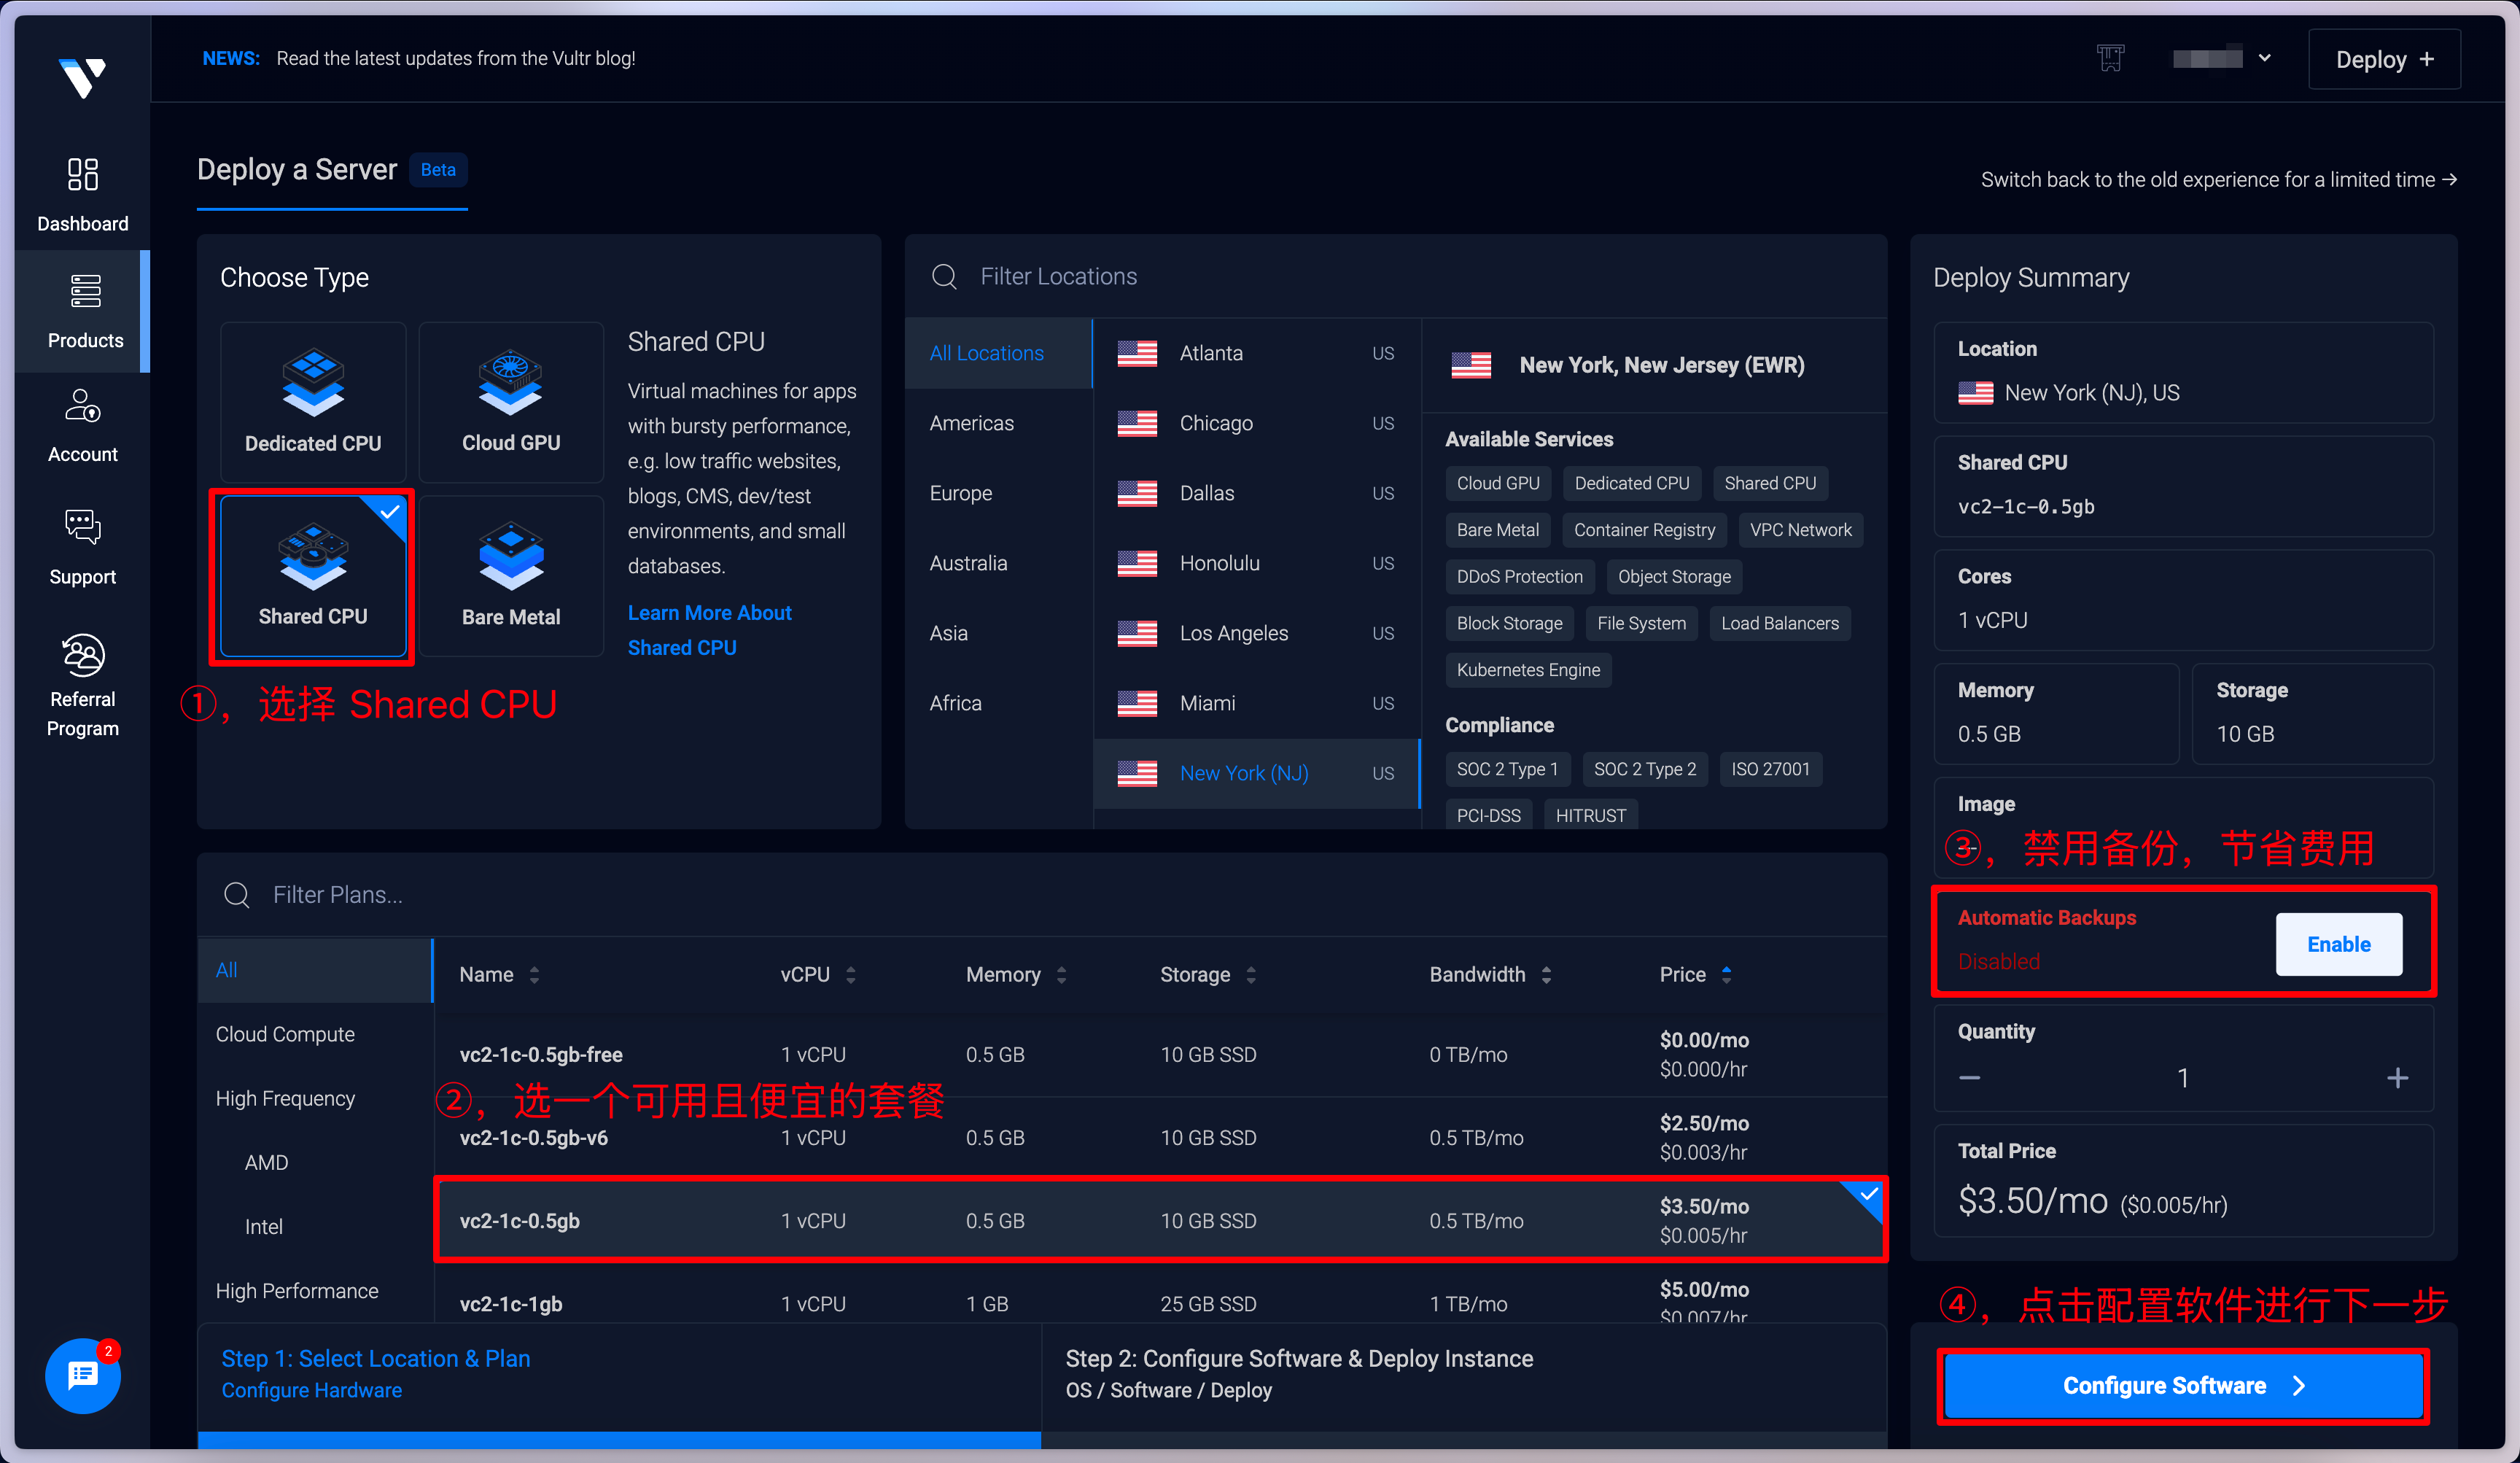 NEWS: Read the latest updates from the Vultr blog!
Deploy +
Dashboard
Products
Account
Support
Referral
Program
2
Deploy a Server Beta
Switch back to the old experience for a limited time →
Choose Type
Dedicated CPU
Cloud GPU
Shared CPU
Bare Metal
Shared CPU
Virtual machines for apps
with bursty performance,
e.g. low traffic websites,
blogs, CMS, dev/test
environments, and small
databases.
Learn More About
Shared CPU
①，选择 Shared CPU
Filter Locations
All Locations
Americas
Europe
Australia
Asia
Africa
Atlanta US
Chicago US
Dallas US
Honolulu US
Los Angeles US
Miami US
New York (NJ) US
New York, New Jersey (EWR)
Available Services
Cloud GPU Dedicated CPU Shared CPU
Bare Metal Container Registry VPC Network
DDoS Protection Object Storage
Block Storage File System Load Balancers
Kubernetes Engine
Compliance
SOC 2 Type 1 SOC 2 Type 2 ISO 27001
PCI-DSS HITRUST
Filter Plans...
All
Cloud Compute
High Frequency
AMD
Intel
High Performance
Name vCPU Memory Storage Bandwidth Price
vc2-1c-0.5gb-free 1 vCPU 0.5 GB 10 GB SSD 0 TB/mo $0.00/mo
$0.000/hr
②，选一个可用且便宜的套餐
vc2-1c-0.5gb-v6 1 vCPU 0.5 GB 10 GB SSD 0.5 TB/mo $2.50/mo
$0.003/hr
vc2-1c-0.5gb 1 vCPU 0.5 GB 10 GB SSD 0.5 TB/mo $3.50/mo
$0.005/hr
vc2-1c-1gb 1 vCPU 1 GB 25 GB SSD 1 TB/mo $5.00/mo
$0.007/hr
Step 1: Select Location & Plan
Configure Hardware
Step 2: Configure Software & Deploy Instance
OS / Software / Deploy
Deploy Summary
Location
New York (NJ), US
Shared CPU
vc2-1c-0.5gb
Cores
1 vCPU
Memory
0.5 GB
Storage
10 GB
Image
③，禁用备份，节省费用
Automatic Backups
Disabled
Enable
Quantity
− 1 +
Total Price
$3.50/mo ($0.005/hr)
④，点击配置软件进行下一步
Configure Software